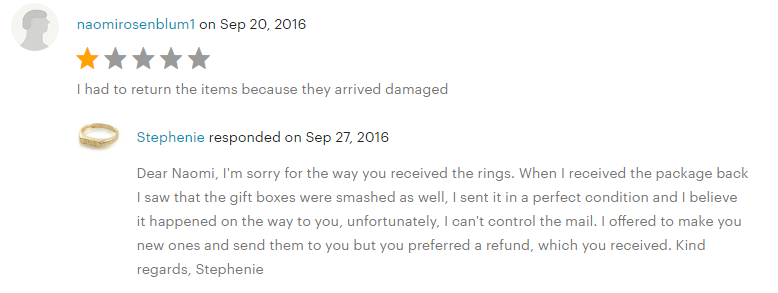 naomirosenblum1 on Sep 20, 2016
I had to return the items because they arrived damaged
Stephenie responded on Sep 27, 2016
Dear Naomi, I'm sorry for the way you received the rings. When I received the package back
I saw that the gift boxes were smashed as well, I sent it in a perfect condition and I believe
it happened on the way to you, unfortunately, I can't control the mail. I offered to make you
new ones and send them to you but you preferred a refund, which you received. Kind
regards, Stephenie